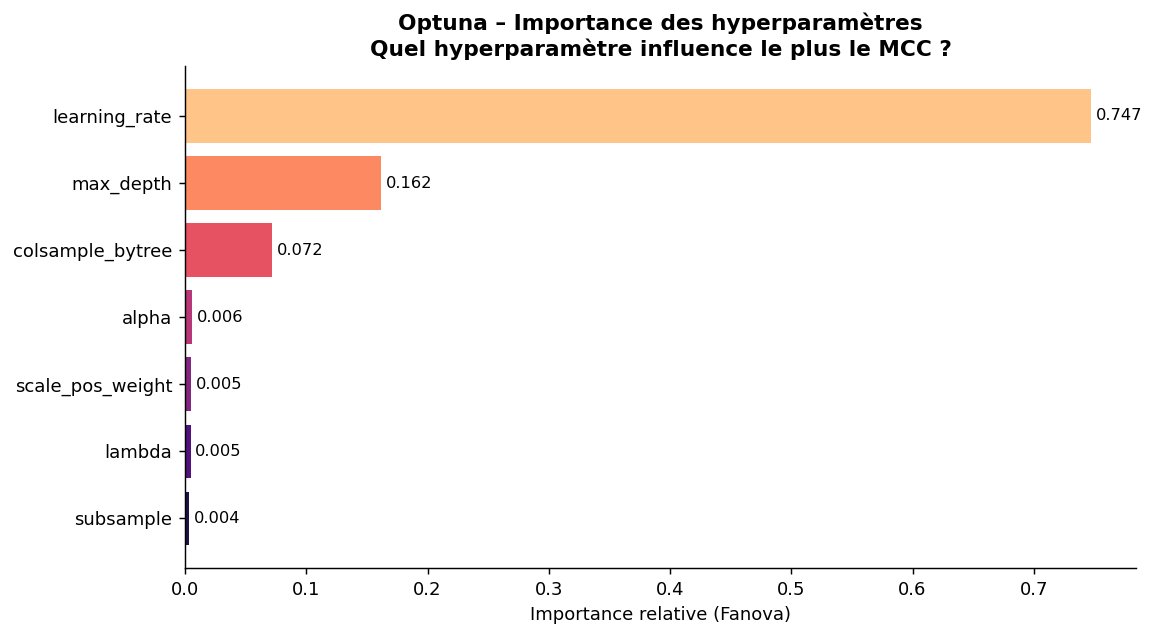 Optuna – Importance des hyperparamètres
Quel hyperparamètre influence le plus le MCC ?
learning_rate
0.747
max_depth
0.162
colsample_bytree
0.072
alpha
0.006
scale_pos_weight
0.005
lambda
0.005
subsample
0.004
0.0 0.1 0.2 0.3 0.4 0.5 0.6 0.7
Importance relative (Fanova)